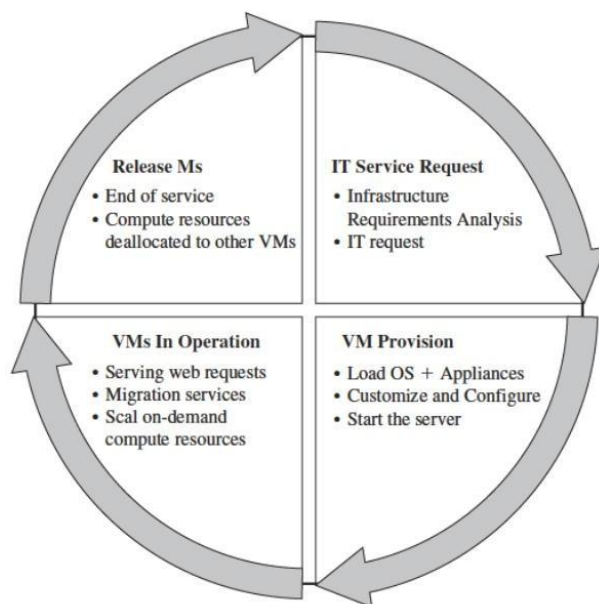 Release Ms
• End of service
• Compute resources
deallocated to other VMs
IT Service Request
• Infrastructure
Requirements Analysis
• IT request
VMs In Operation
• Serving web requests
• Migration services
• Scal on-demand
compute resources
VM Provision
• Load OS + Appliances
• Customize and Configure
• Start the server